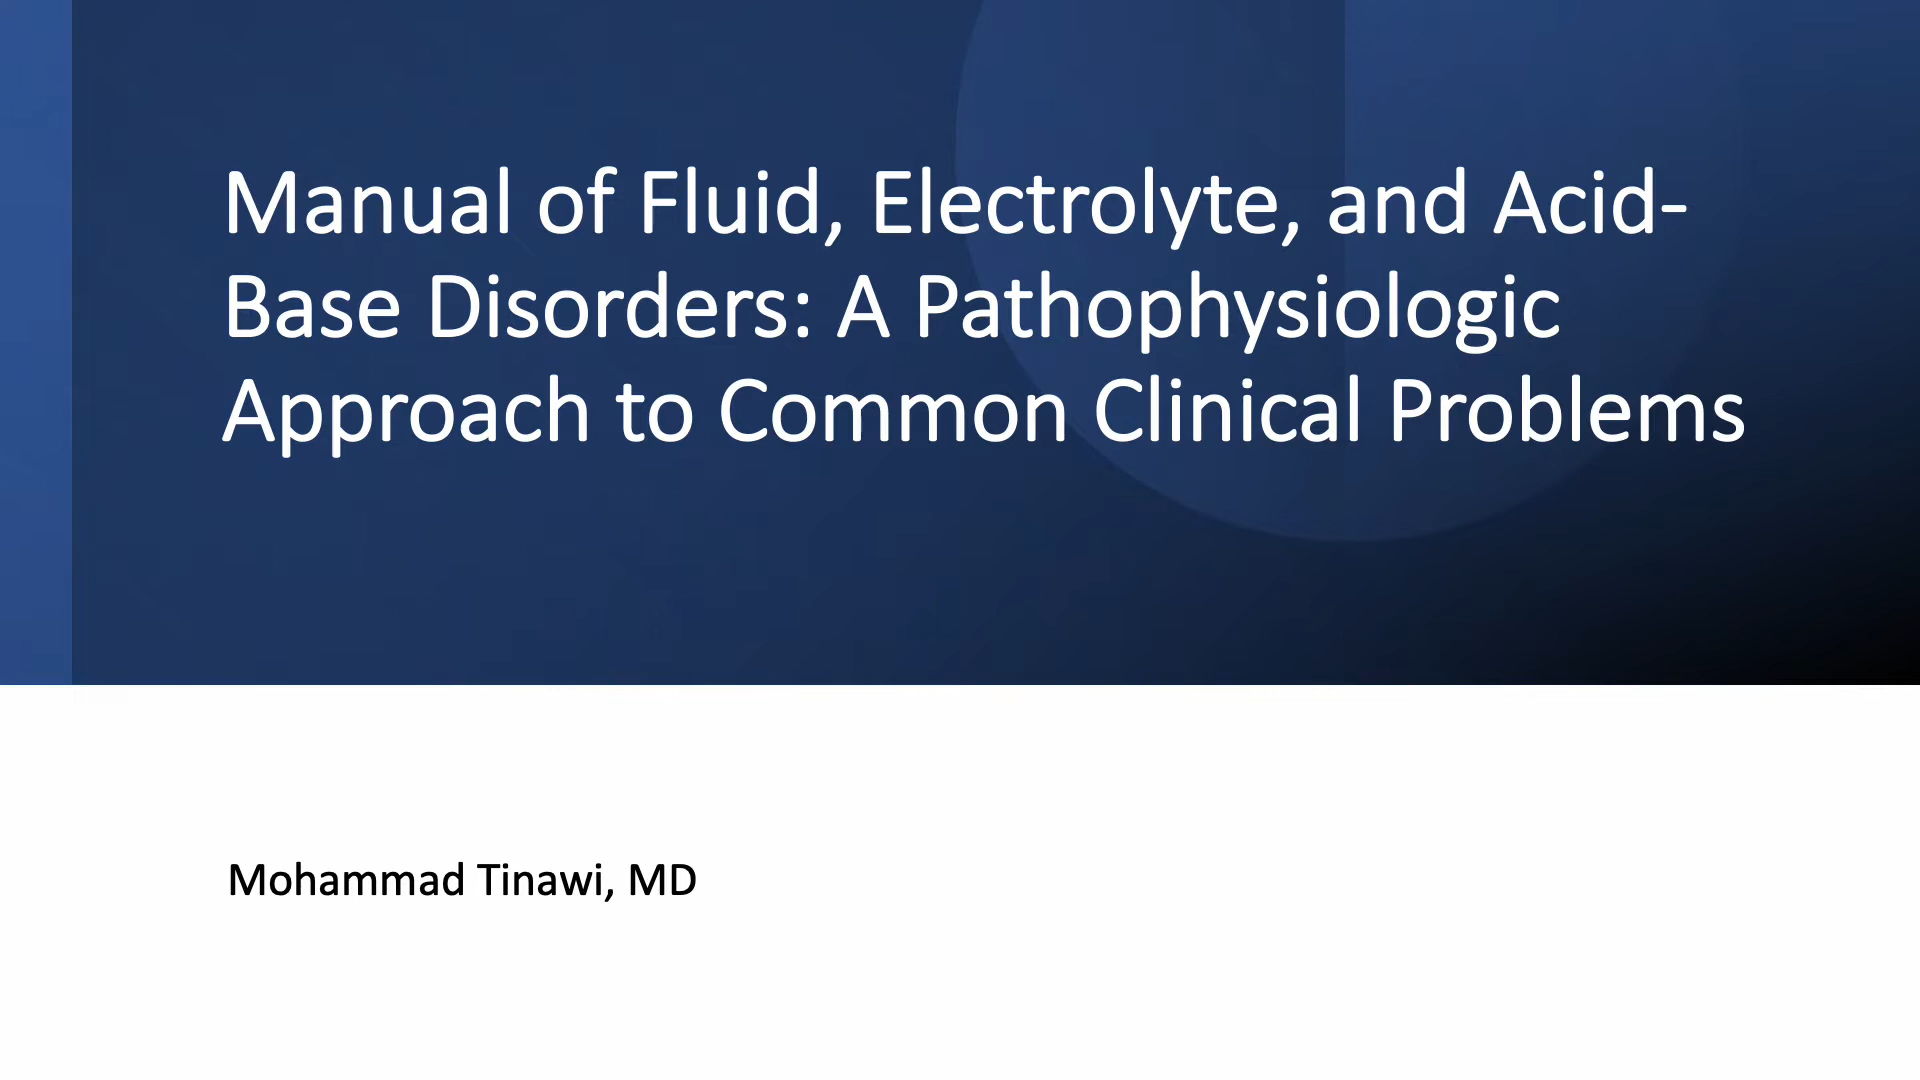 Manual of Fluid, Electrolyte, and Acid-
Base Disorders: A Pathophysiologic
Approach to Common Clinical Problems
Mohammad Tinawi, MD